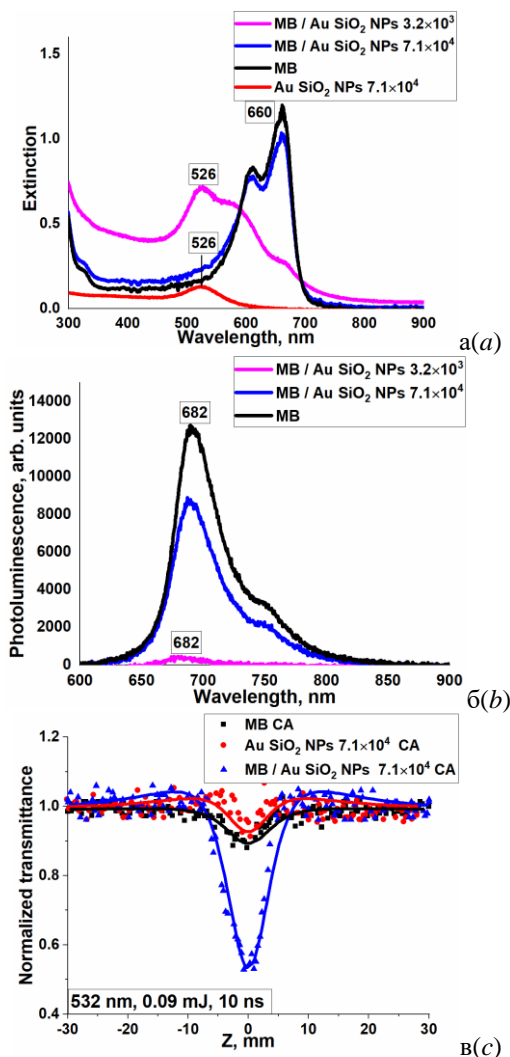 MB / Au SiO₂ NPs 3.2×10³
MB / Au SiO₂ NPs 7.1×10⁴
MB
Au SiO₂ NPs 7.1×10⁴
1.5
1.0
0.5
0.0
Extinction
660
526
526
300 400 500 600 700 800 900
Wavelength, nm
а(a)
MB / Au SiO₂ NPs 3.2×10³
MB / Au SiO₂ NPs 7.1×10⁴
MB
14000
12000
10000
8000
6000
4000
2000
0
Photoluminescence, arb. units
682
682
600 650 700 750 800 850 900
Wavelength, nm
б(b)
MB CA
Au SiO₂ NPs 7.1×10⁴ CA
MB / Au SiO₂ NPs 7.1×10⁴ CA
1.2
1.0
0.8
0.6
0.4
Normalized transmittance
532 nm, 0.09 mJ, 10 ns
-30 -20 -10 0 10 20 30
Z, mm
в(c)